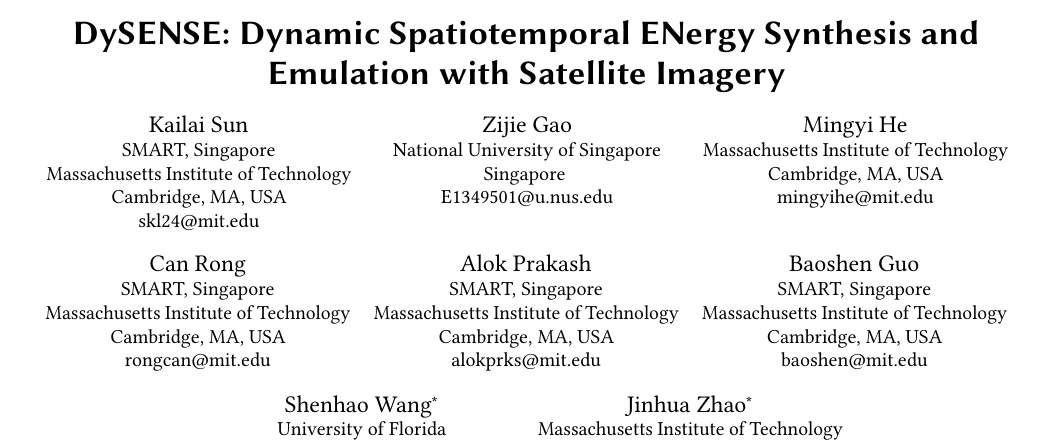 DySENSE: Dynamic Spatiotemporal ENergy Synthesis and
Emulation with Satellite Imagery
Kailai Sun
SMART, Singapore
Massachusetts Institute of Technology
Cambridge, MA, USA
skl24@mit.edu
Zijie Gao
National University of Singapore
Singapore
E1349501@u.nus.edu
Mingyi He
Massachusetts Institute of Technology
Cambridge, MA, USA
mingyihe@mit.edu
Can Rong
SMART, Singapore
Massachusetts Institute of Technology
Cambridge, MA, USA
rongcan@mit.edu
Alok Prakash
SMART, Singapore
Massachusetts Institute of Technology
Cambridge, MA, USA
alokprks@mit.edu
Baoshen Guo
SMART, Singapore
Massachusetts Institute of Technology
Cambridge, MA, USA
baoshen@mit.edu
Shenhao Wang*
University of Florida
Jinhua Zhao*
Massachusetts Institute of Technology